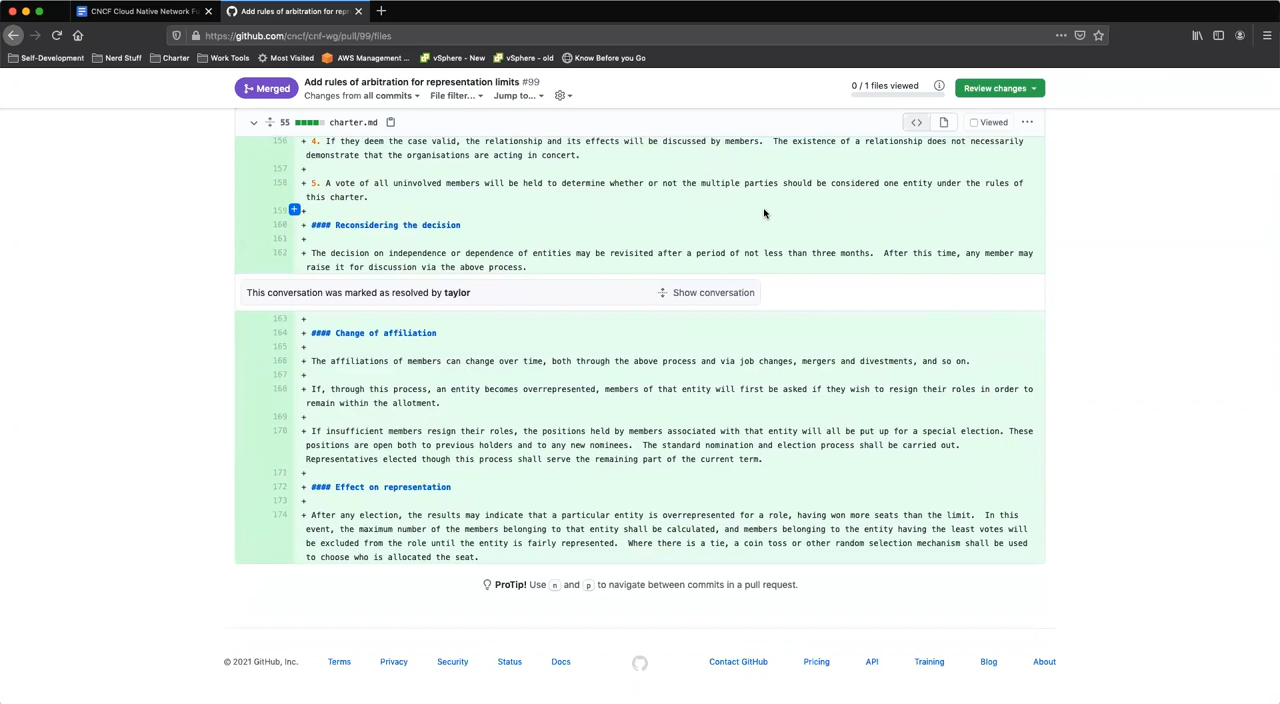 CNCF Cloud Native Network Fu
Add rules of arbitration for repr
https://github.com/cncf/cnf-wg/pull/99/files
Self-Development
Nerd Stuff
Charter
Work Tools
Most Visited
AWS Management ...
vSphere - New
vSphere - old
Know Before you Go
Merged
Add rules of arbitration for representation limits #99
Changes from all commits
File filter...
Jump to...
0 / 1 files viewed
Review changes
55
charter.md
Viewed
156 + 4. If they deem the case valid, the relationship and its effects will be discussed by members. The existence of a relationship does not necessarily
demonstrate that the organisations are acting in concert.
157 +
158 + 5. A vote of all uninvolved members will be held to determine whether or not the multiple parties should be considered one entity under the rules of
this charter.
159 +
160 + #### Reconsidering the decision
161 +
162 + The decision on independence or dependence of entities may be revisited after a period of not less than three months. After this time, any member may
raise it for discussion via the above process.
This conversation was marked as resolved by taylor
Show conversation
163 +
164 + #### Change of affiliation
165 +
166 + The affiliations of members can change over time, both through the above process and via job changes, mergers and divestments, and so on.
167 +
168 + If, through this process, an entity becomes overrepresented, members of that entity will first be asked if they wish to resign their roles in order to
remain within the allotment.
169 +
170 + If insufficient members resign their roles, the positions held by members associated with that entity will all be put up for a special election. These
positions are open both to previous holders and to any new nominees. The standard nomination and election process shall be carried out.
Representatives elected though this process shall serve the remaining part of the current term.
171 +
172 + #### Effect on representation
173 +
174 + After any election, the results may indicate that a particular entity is overrepresented for a role, having won more seats than the limit. In this
event, the maximum number of the members belonging to that entity shall be calculated, and members belonging to the entity having the least votes will
be excluded from the role until the entity is fairly represented. Where there is a tie, a coin toss or other random selection mechanism shall be used
to choose who is allocated the seat.
ProTip! Use n and p to navigate between commits in a pull request.
© 2021 GitHub, Inc.
Terms
Privacy
Security
Status
Docs
Contact GitHub
Pricing
API
Training
Blog
About